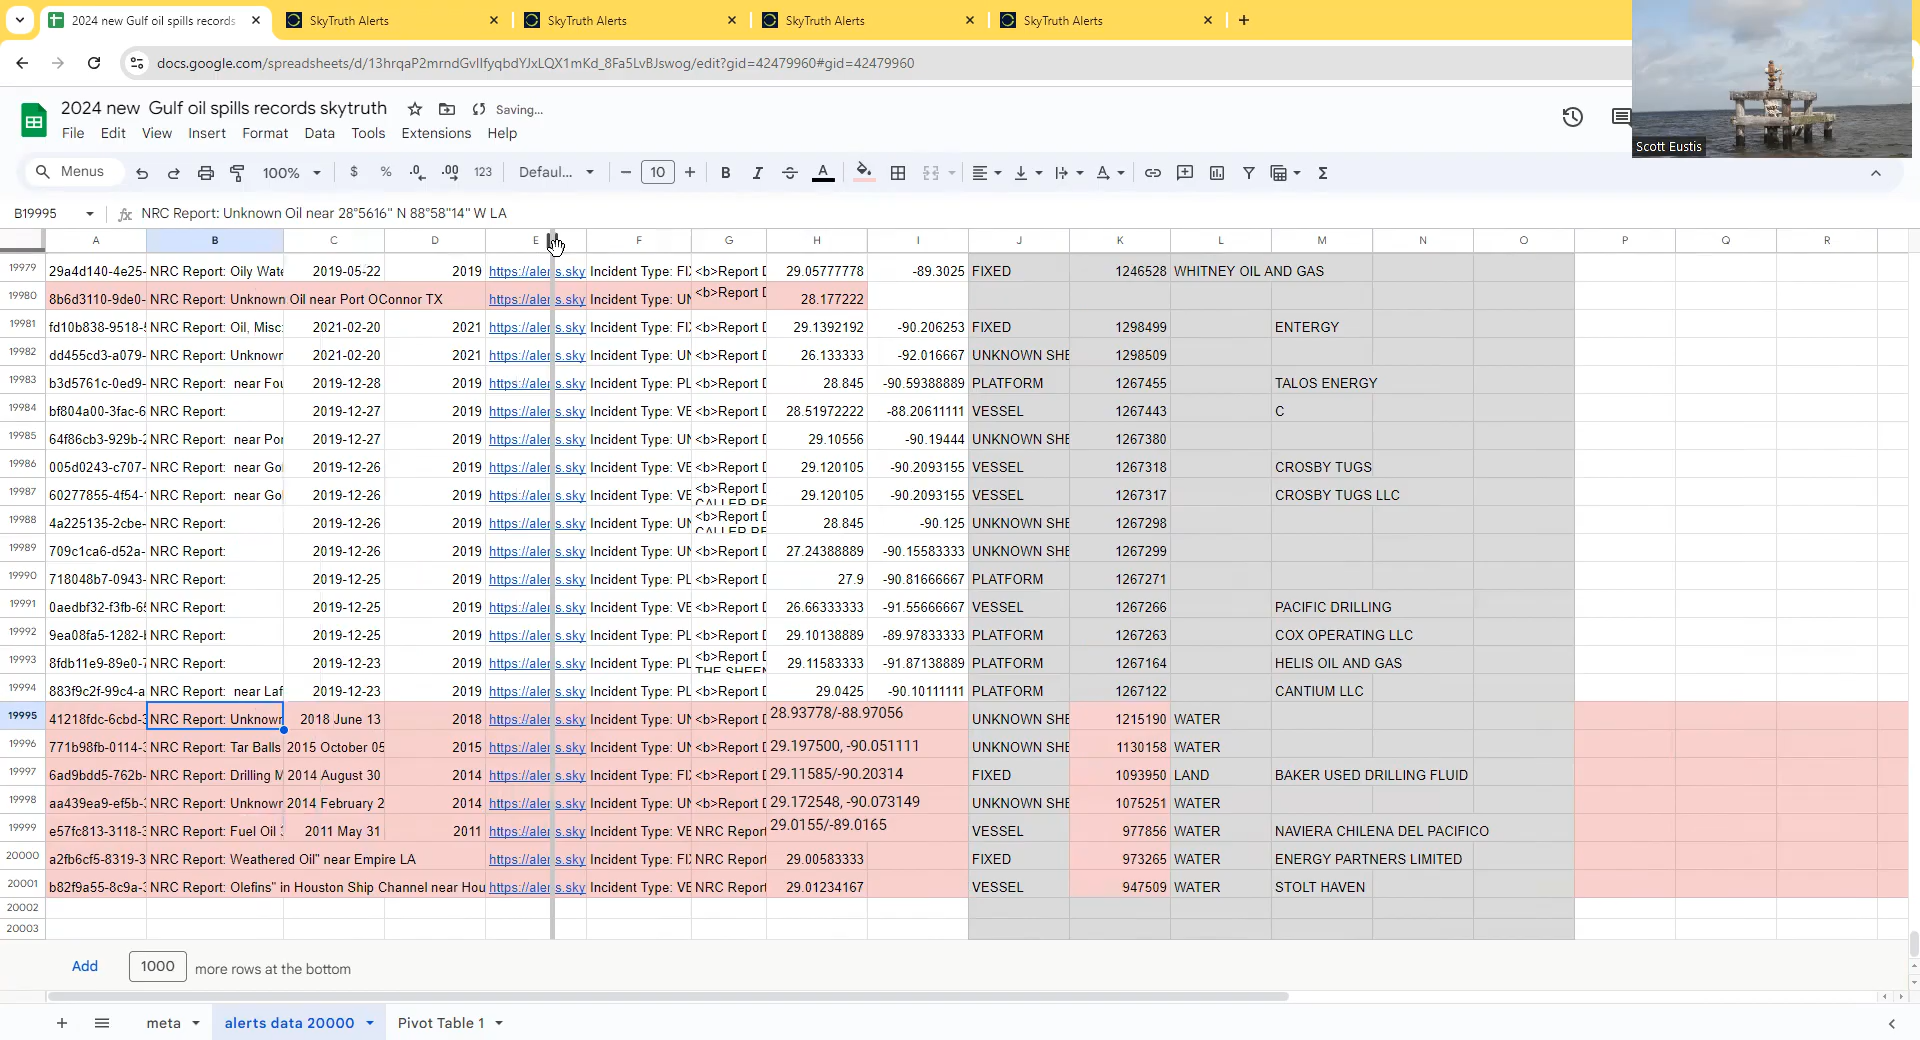 2024 new Gulf oil spills records
SkyTruth Alerts
SkyTruth Alerts
SkyTruth Alerts
SkyTruth Alerts
docs.google.com/spreadsheets/d/13hrqaP2mrndGvIlfyqbdYJxLQX1mKd_8Fa5LvBJswog/edit?gid=42479960#gid=42479960
2024 new Gulf oil spills records skytruth
Saving...
File Edit View Insert Format Data Tools Extensions Help
Scott Eustis
Menus 100% $ % .0 .00 123 Defaul... 10
B19995 fx NRC Report: Unknown Oil near 28°5616" N 88°58"14" W LA
A B C D E F G H I J K L M N O P Q R
19979 29a4d140-4e25- NRC Report: Oily Wate 2019-05-22 2019 https://alerts.sky Incident Type: FI <b>Report D 29.05777778 -89.3025 FIXED 1246528 WHITNEY OIL AND GAS
19980 8b6d3110-9de0- NRC Report: Unknown Oil near Port OConnor TX https://alerts.sky Incident Type: UN <b>Report D 28.177222
19981 fd10b838-9518- NRC Report: Oil, Misc: 2021-02-20 2021 https://alerts.sky Incident Type: FI <b>Report D 29.1392192 -90.206253 FIXED 1298499 ENTERGY
19982 dd455cd3-a079- NRC Report: Unknown 2021-02-20 2021 https://alerts.sky Incident Type: UN <b>Report D 26.133333 -92.016667 UNKNOWN SHE 1298509
19983 b3d5761c-0ed9- NRC Report: near Fou 2019-12-28 2019 https://alerts.sky Incident Type: PL <b>Report D 28.845 -90.59388889 PLATFORM 1267455 TALOS ENERGY
19984 bf804a00-3fac-6 NRC Report: 2019-12-27 2019 https://alerts.sky Incident Type: VE <b>Report D 28.51972222 -88.20611111 VESSEL 1267443 C
19985 64f86cb3-929b-2 NRC Report: near Por 2019-12-27 2019 https://alerts.sky Incident Type: UN <b>Report D 29.10556 -90.19444 UNKNOWN SHE 1267380
19986 005d0243-c707- NRC Report: near Gol 2019-12-26 2019 https://alerts.sky Incident Type: VE <b>Report D 29.120105 -90.2093155 VESSEL 1267318 CROSBY TUGS
19987 60277855-4f54- NRC Report: near Gol 2019-12-26 2019 https://alerts.sky Incident Type: VE <b>Report D 29.120105 -90.2093155 VESSEL 1267317 CROSBY TUGS LLC
19988 4a225135-2cbe- NRC Report: 2019-12-26 2019 https://alerts.sky Incident Type: UN <b>Report D 28.845 -90.125 UNKNOWN SHE 1267298
19989 709c1ca6-d52a- NRC Report: 2019-12-26 2019 https://alerts.sky Incident Type: UN <b>Report D 27.24388889 -90.15583333 UNKNOWN SHE 1267299
19990 718048b7-0943- NRC Report: 2019-12-25 2019 https://alerts.sky Incident Type: PL <b>Report D 27.9 -90.81666667 PLATFORM 1267271
19991 0aedbf32-f3fb-6 NRC Report: 2019-12-25 2019 https://alerts.sky Incident Type: VE <b>Report D 26.66333333 -91.55666667 VESSEL 1267266 PACIFIC DRILLING
19992 9ea08fa5-1282- NRC Report: 2019-12-25 2019 https://alerts.sky Incident Type: PL <b>Report D 29.10138889 -89.97833333 PLATFORM 1267263 COX OPERATING LLC
19993 8fdb11e9-89e0-7 NRC Report: 2019-12-23 2019 https://alerts.sky Incident Type: PL <b>Report D 29.11583333 -91.87138889 PLATFORM 1267164 HELIS OIL AND GAS
19994 883f9c2f-99c4-a NRC Report: near Laf 2019-12-23 2019 https://alerts.sky Incident Type: PL <b>Report D 29.0425 -90.10111111 PLATFORM 1267122 CANTIUM LLC
19995 41218fdc-6cbd-3 NRC Report: Unknown 2018 June 13 2018 https://alerts.sky Incident Type: UN <b>Report D 28.93778/-88.97056 UNKNOWN SHE 1215190 WATER
19996 771b98fb-0114-3 NRC Report: Tar Balls 2015 October 05 2015 https://alerts.sky Incident Type: UN <b>Report D 29.197500, -90.051111 UNKNOWN SHE 1130158 WATER
19997 6ad9bdd5-762b- NRC Report: Drilling M 2014 August 30 2014 https://alerts.sky Incident Type: FI <b>Report D 29.11585/-90.20314 FIXED 1093950 LAND BAKER USED DRILLING FLUID
19998 aa439ea9-ef5b- NRC Report: Unknown 2014 February 2 2014 https://alerts.sky Incident Type: UN <b>Report D 29.172548, -90.073149 UNKNOWN SHE 1075251 WATER
19999 e57fc813-3118-3 NRC Report: Fuel Oil 2011 May 31 2011 https://alerts.sky Incident Type: VE NRC Report 29.0155/-89.0165 VESSEL 977856 WATER NAVIERA CHILENA DEL PACIFICO
20000 a2fb6cf5-8319-3 NRC Report: Weathered Oil" near Empire LA https://alerts.sky Incident Type: FI NRC Report 29.00583333 FIXED 973265 WATER ENERGY PARTNERS LIMITED
20001 b82f9a55-8c9a- NRC Report: Olefins" in Houston Ship Channel near Hou https://alerts.sky Incident Type: VE NRC Report 29.01234167 VESSEL 947509 WATER STOLT HAVEN
20002
20003
Add 1000 more rows at the bottom
meta alerts data 20000 Pivot Table 1